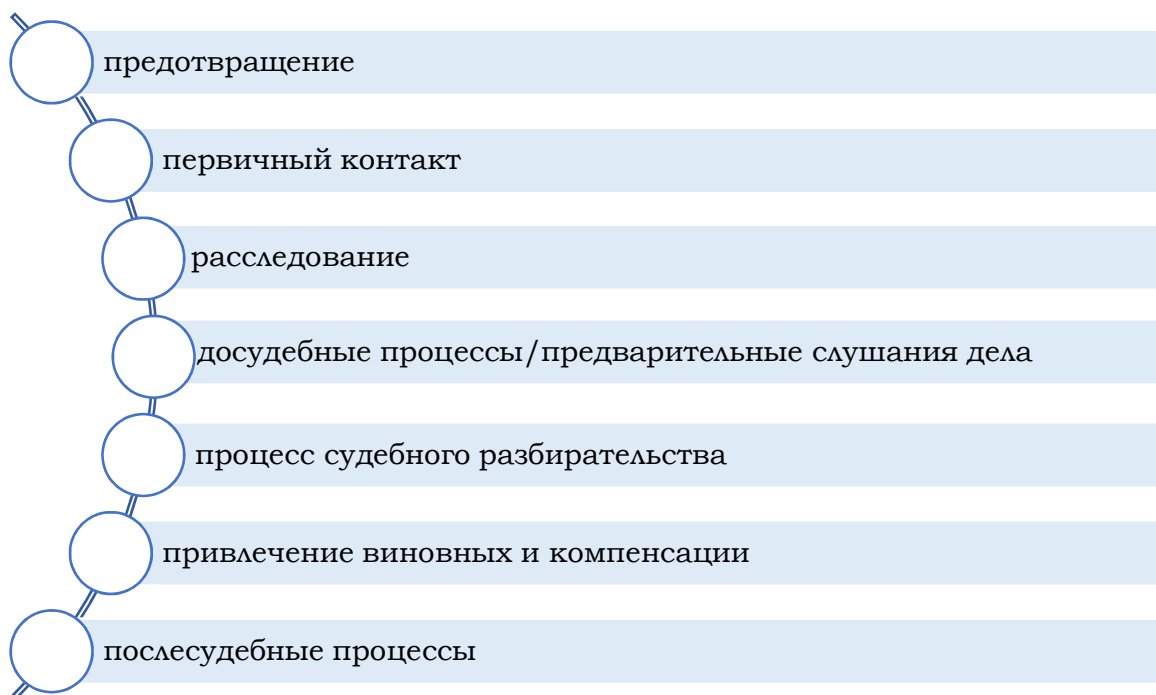 предотвращение
первичный контакт
расследование
досудебные процессы/предварительные слушания дела
процесс судебного разбирательства
привлечение виновных и компенсации
послесудебные процессы